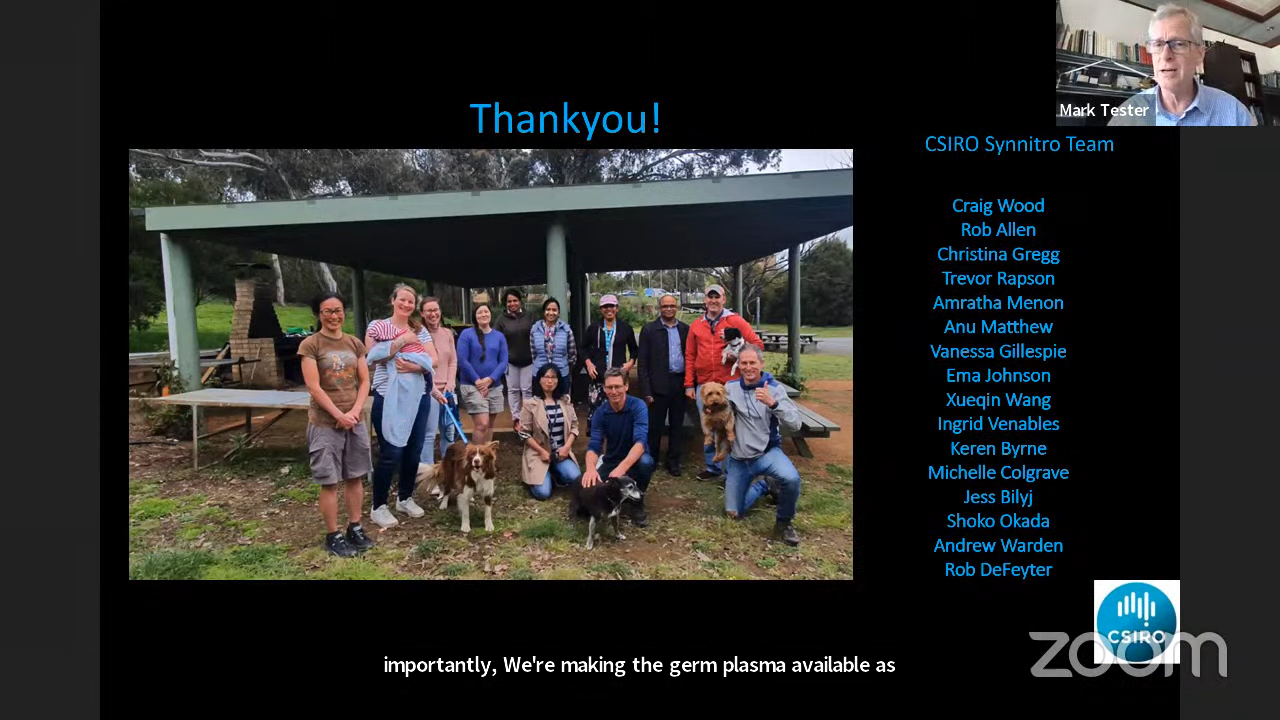 Mark Tester
Thankyou!
CSIRO Synnitro Team
Craig Wood
Rob Allen
Christina Gregg
Trevor Rapson
Amratha Menon
Anu Matthew
Vanessa Gillespie
Ema Johnson
Xueqin Wang
Ingrid Venables
Keren Byrne
Michelle Colgrave
Jess Bilyj
Shoko Okada
Andrew Warden
Rob DeFeyter
CSIRO
zoom
importantly, We're making the germ plasma available as